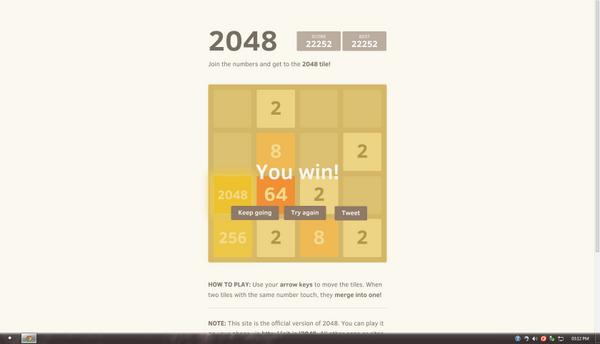 2048
SCORE
22252
BEST
22252
Join the numbers and get to the 2048 tile!
2
8
2
You win!
2048
64
2
Keep going
Try again
Tweet
256
2
8
2
HOW TO PLAY: Use your arrow keys to move the tiles. When
two tiles with the same number touch, they merge into one!
NOTE: This site is the official version of 2048. You can play it
03:12 PM